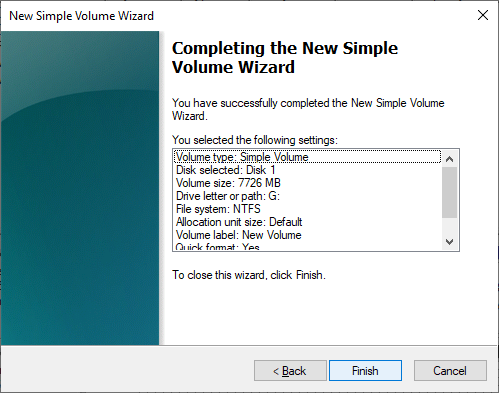 New Simple Volume Wizard
Completing the New Simple
Volume Wizard
You have successfully completed the New Simple Volume
Wizard.
You selected the following settings:
Volume type: Simple Volume
Disk selected: Disk 1
Volume size: 7726 MB
Drive letter or path: G:
File system: NTFS
Allocation unit size: Default
Volume label: New Volume
Quick format: Yes
To close this wizard, click Finish.
< Back
Finish
Cancel